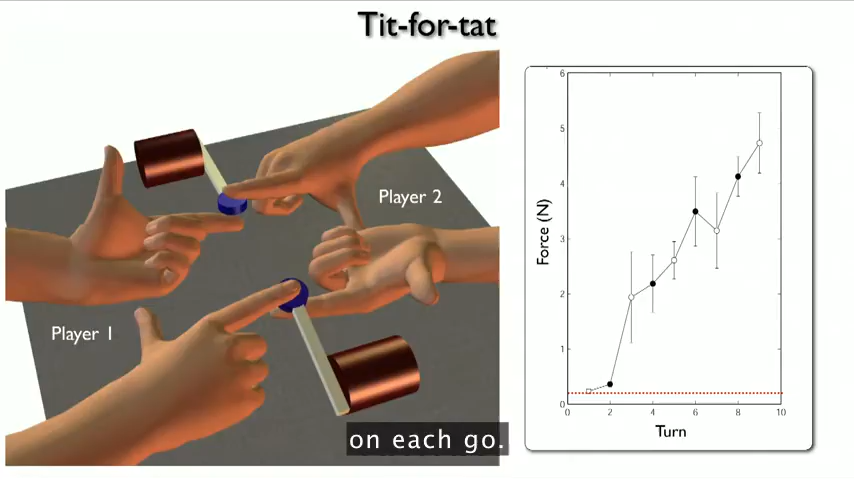 Tit-for-tat
Player 2
Player 1
on each go.
Force (N)
6
5
4
3
2
1
0
0 2 4 6 8 10
Turn